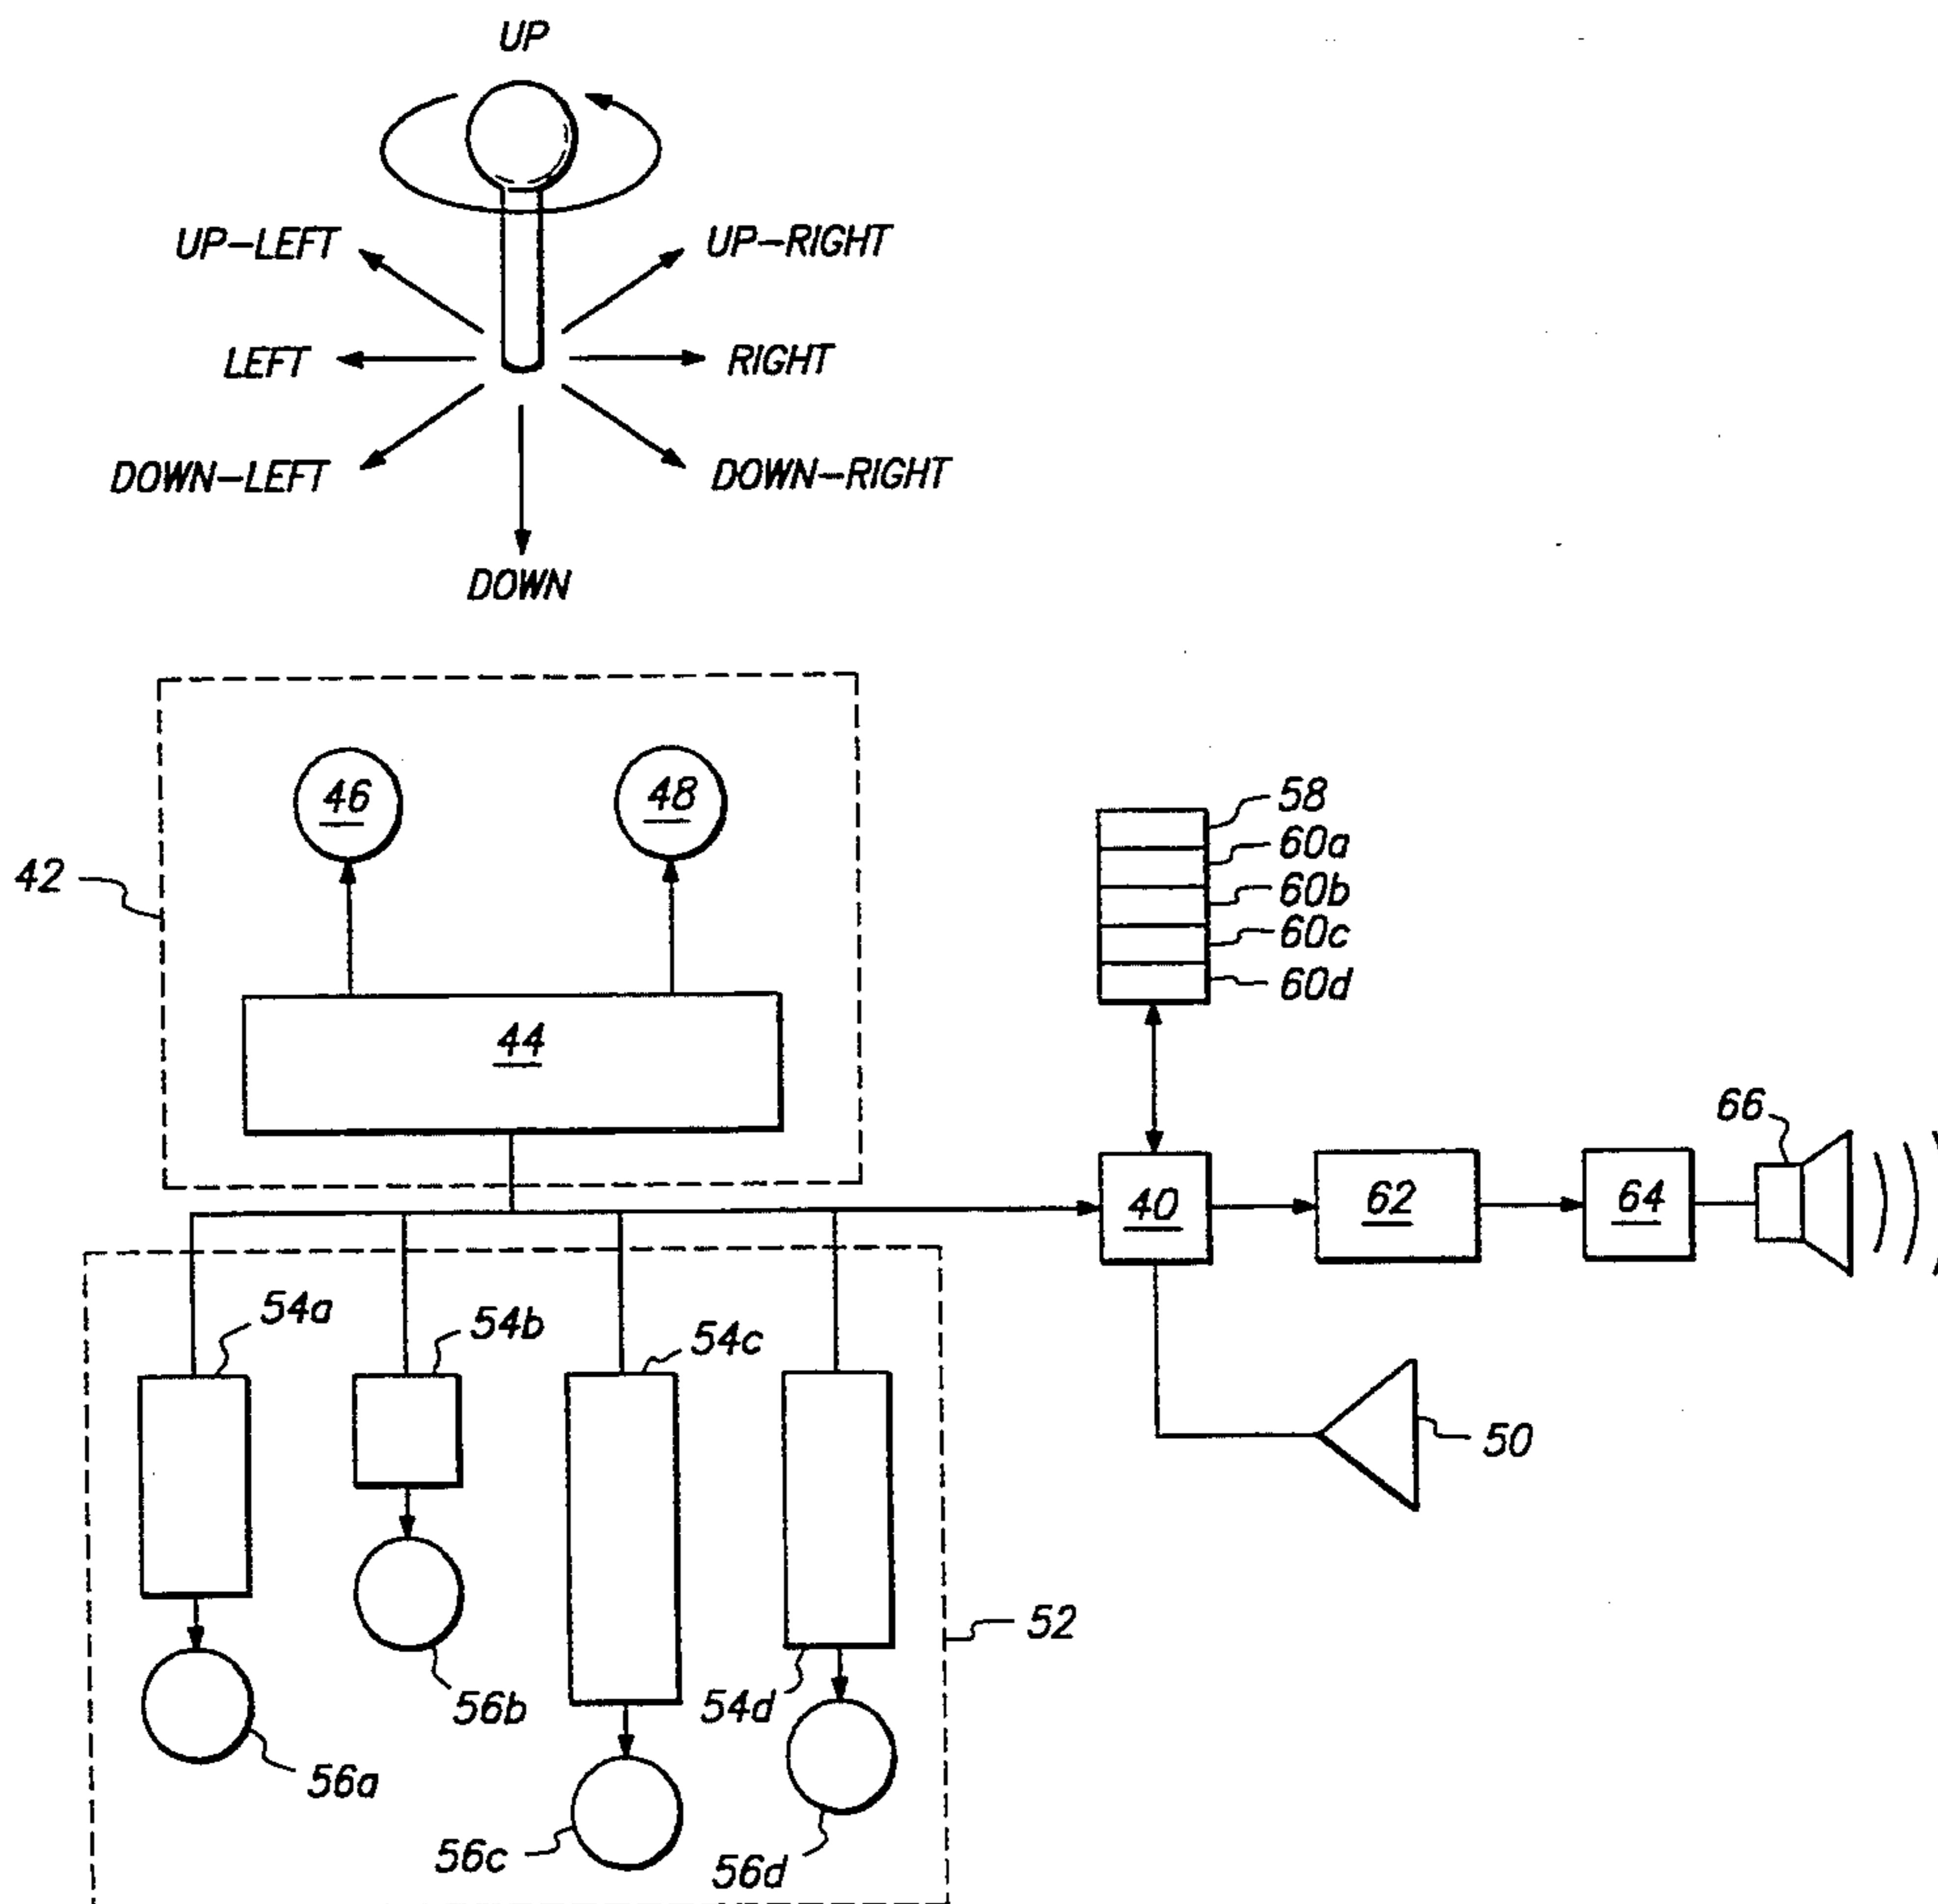 UP
UP-LEFT
UP-RIGHT
LEFT
RIGHT
DOWN-LEFT
DOWN-RIGHT
DOWN
46
48
42
58
60a
60b
60c
60d
44
66
40
62
64
54a
54b
54c
50
52
56b
54d
56a
56c
56d